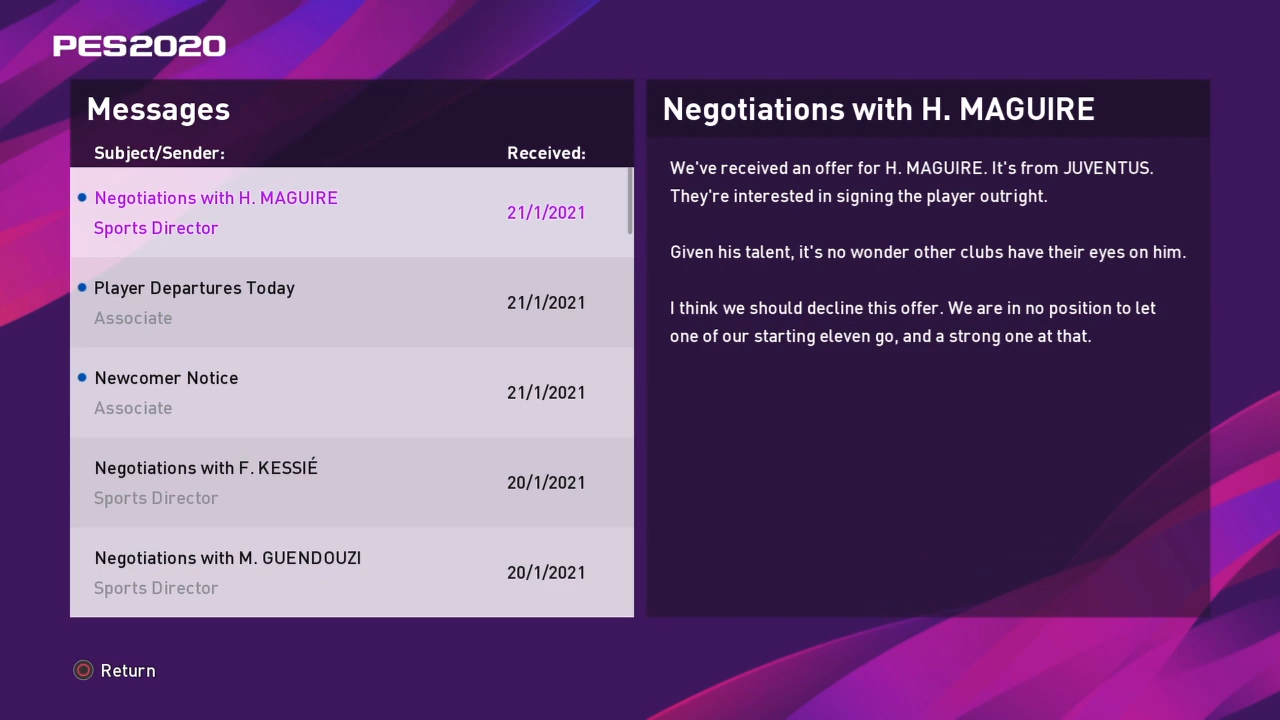 PES2020
Messages
Subject/Sender:
Received:
Negotiations with H. MAGUIRE
Sports Director
21/1/2021
Player Departures Today
Associate
21/1/2021
Newcomer Notice
Associate
21/1/2021
Negotiations with F. KESSIÉ
Sports Director
20/1/2021
Negotiations with M. GUENDOUZI
Sports Director
20/1/2021
Negotiations with H. MAGUIRE
We've received an offer for H. MAGUIRE. It's from JUVENTUS.
They're interested in signing the player outright.
Given his talent, it's no wonder other clubs have their eyes on him.
I think we should decline this offer. We are in no position to let
one of our starting eleven go, and a strong one at that.
Return